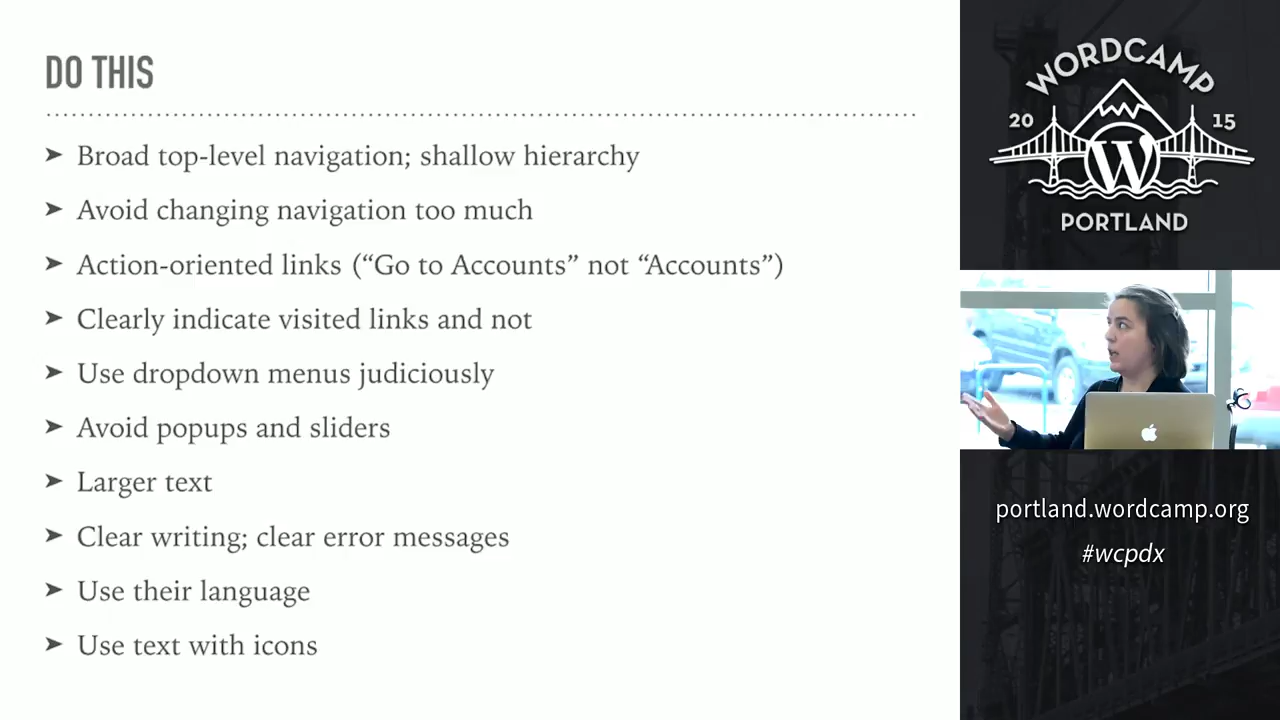 DO THIS
➤ Broad top-level navigation; shallow hierarchy
➤ Avoid changing navigation too much
➤ Action-oriented links (“Go to Accounts” not “Accounts”)
➤ Clearly indicate visited links and not
➤ Use dropdown menus judiciously
➤ Avoid popups and sliders
➤ Larger text
➤ Clear writing; clear error messages
➤ Use their language
➤ Use text with icons
WORDCAMP
20 15
W
PORTLAND
portland.wordcamp.org
#wcpdx